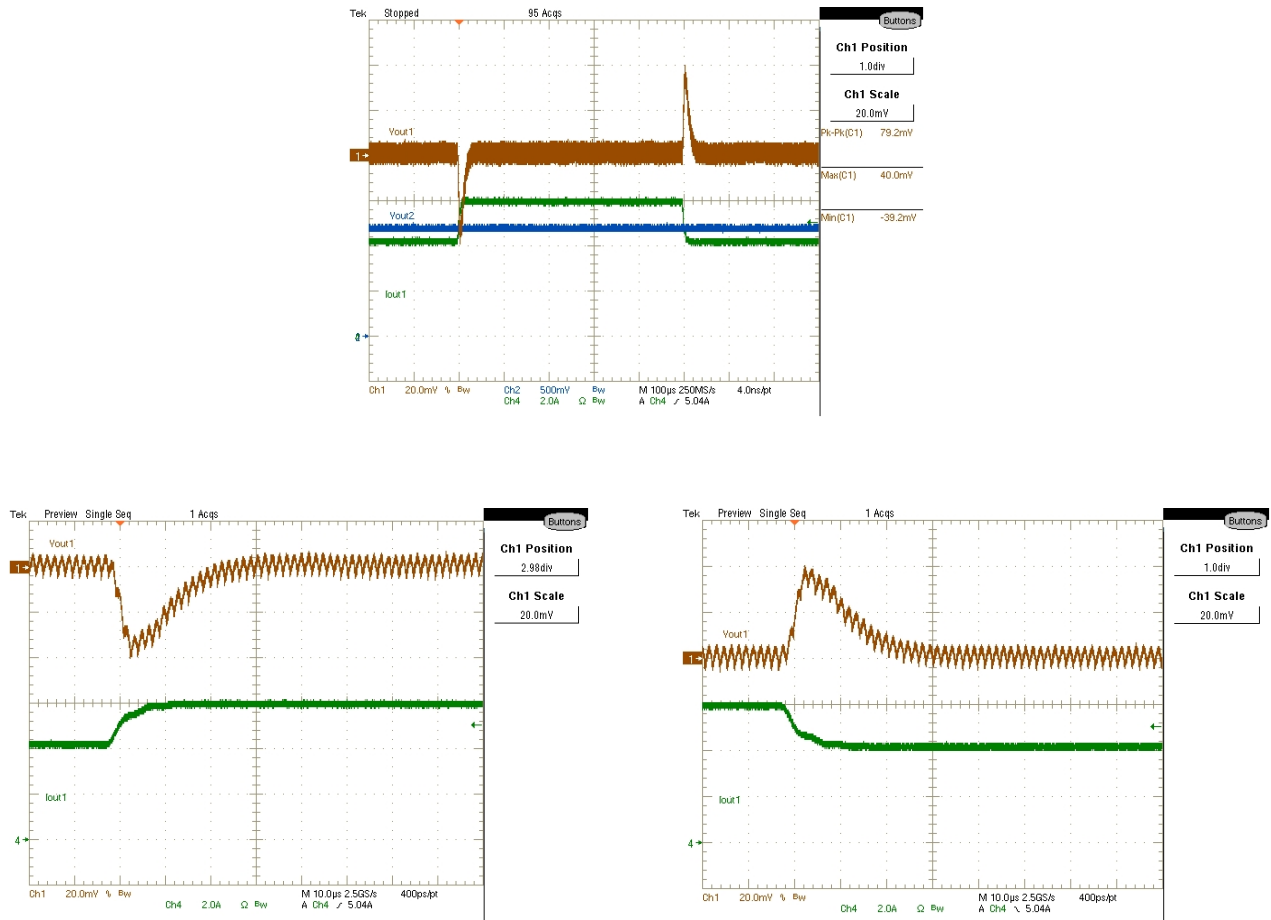 Tek Stopped 95 Acqs
Buttons
Ch1 Position
1.0div
Ch1 Scale
20.0mV
Pk-Pk(C1) 79.2mV
Max(C1) 40.0mV
Min(C1) -39.2mV
Vout1
1
Vout2
Iout1
Ch1 20.0mV Bw Ch2 500mV Bw M 100µs 250MS/s 4.0ns/pt
Ch4 2.0A Ω Bw A Ch4 5.04A
Tek Preview Single Seq 1 Acqs
Buttons
Vout1
1
Ch1 Position
2.98div
Ch1 Scale
20.0mV
Iout1
4
Ch1 20.0mV Bw M 10.0µs 2.5GS/s 400ps/pt
Ch4 2.0A Ω Bw A Ch4 5.04A
Tek Preview Single Seq 1 Acqs
Buttons
Ch1 Position
1.0div
Ch1 Scale
20.0mV
Vout1
1
Iout1
4
Ch1 20.0mV Bw M 10.0µs 2.5GS/s 400ps/pt
Ch4 2.0A Ω Bw A Ch4 5.04A